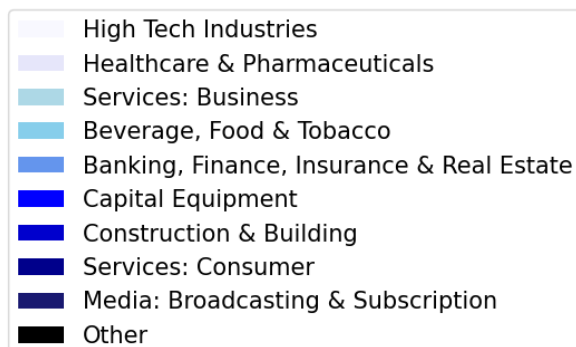 High Tech Industries
Healthcare & Pharmaceuticals
Services: Business
Beverage, Food & Tobacco
Banking, Finance, Insurance & Real Estate
Capital Equipment
Construction & Building
Services: Consumer
Media: Broadcasting & Subscription
Other